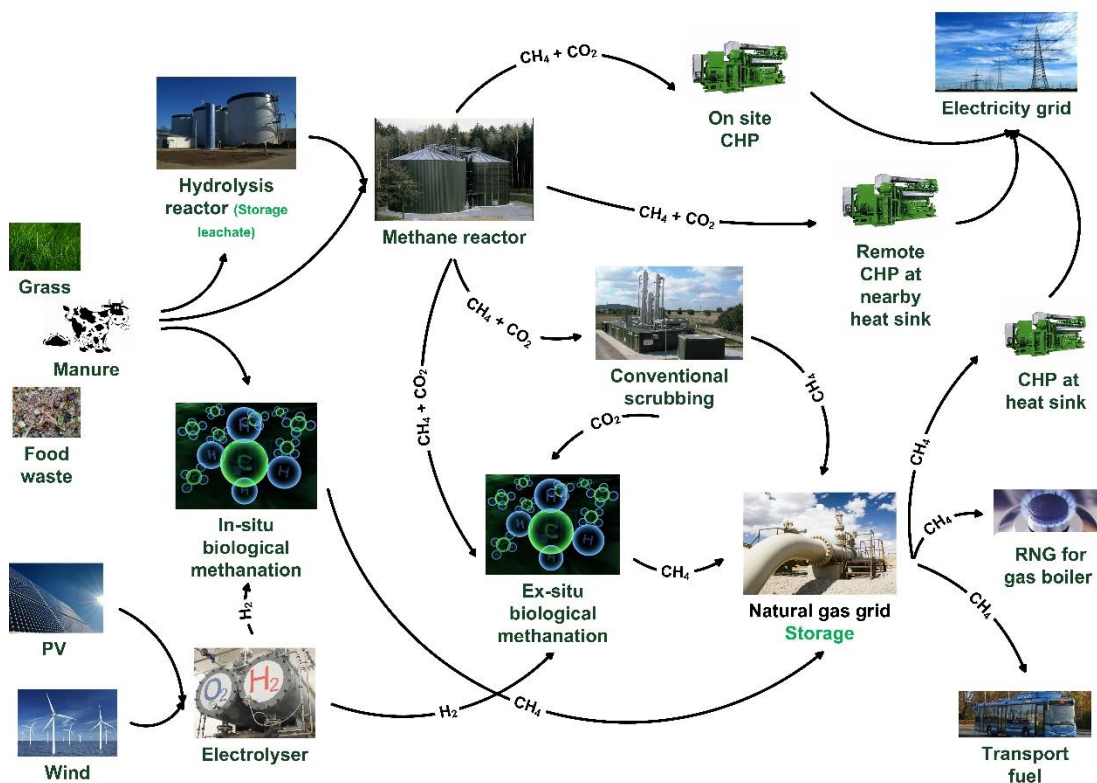 CH₄ + CO₂
On site
CHP
Electricity grid
Hydrolysis
reactor (Storage
leachate)
Methane reactor
CH₄ + CO₂
Remote
CHP at
nearby
heat sink
Grass
Manure
Food
waste
CH₄ + CO₂
CH₄ + CO₂
Conventional
scrubbing
CH₄
CO₂
CHP at
heat sink
CH₄
H
C
H
H
In-situ
biological
methanation
H
C
H
H
Ex-situ
biological
methanation
CH₄
Natural gas grid
Storage
CH₄
RNG for
gas boiler
CH₄
PV
H₂
O₂
H₂
Electrolyser
H₂
CH₄
Wind
Transport
fuel